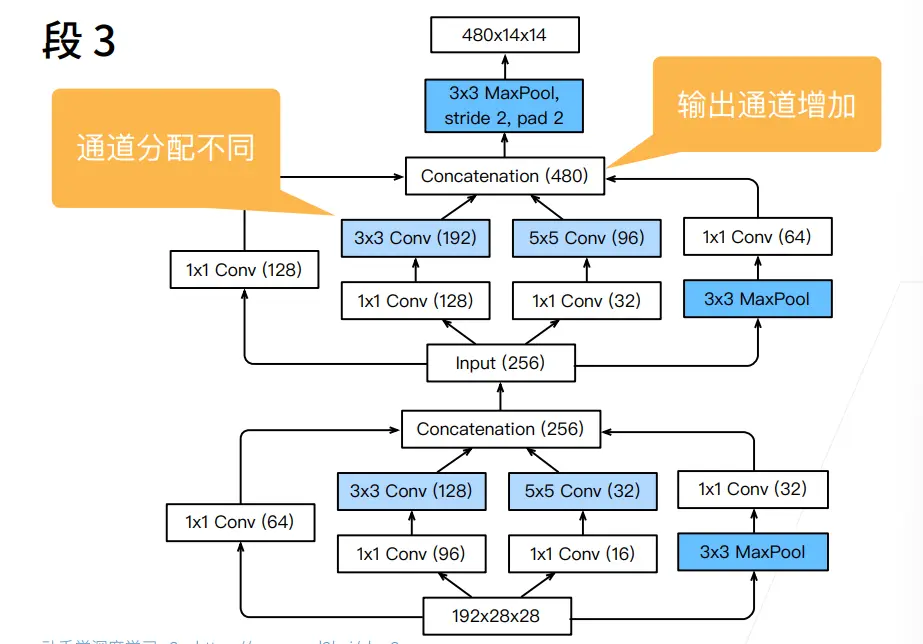 段 3
480x14x14
3x3 MaxPool,
stride 2, pad 2
输出通道增加
通道分配不同
Concatenation (480)
3x3 Conv (192)
5x5 Conv (96)
1x1 Conv (64)
1x1 Conv (128)
1x1 Conv (128)
1x1 Conv (32)
3x3 MaxPool
Input (256)
Concatenation (256)
3x3 Conv (128)
5x5 Conv (32)
1x1 Conv (32)
1x1 Conv (64)
1x1 Conv (96)
1x1 Conv (16)
3x3 MaxPool
192x28x28